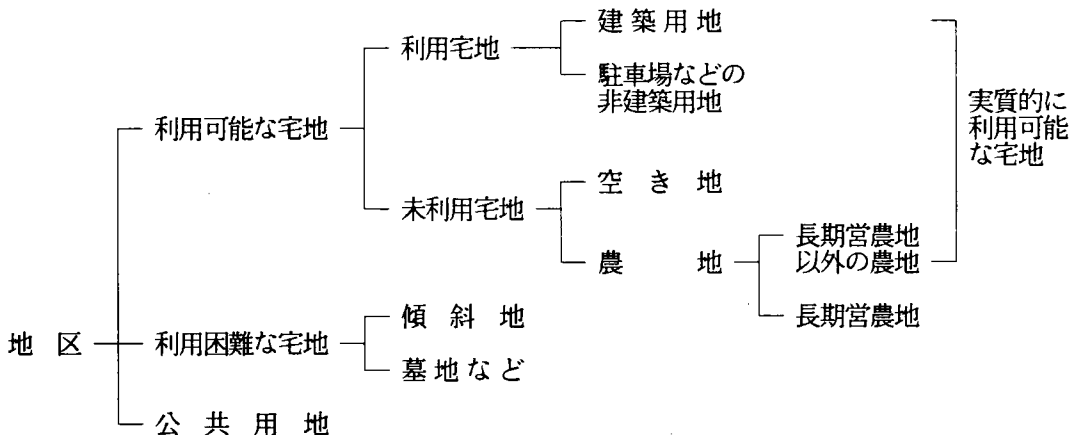 建築用地
利用宅地
駐車場などの
非建築用地
実質的に
利用可能
な宅地
利用可能な宅地
空き地
未利用宅地
長期営農地
以外の農地
農地
長期営農地
傾斜地
地区
利用困難な宅地
墓地など
公共用地